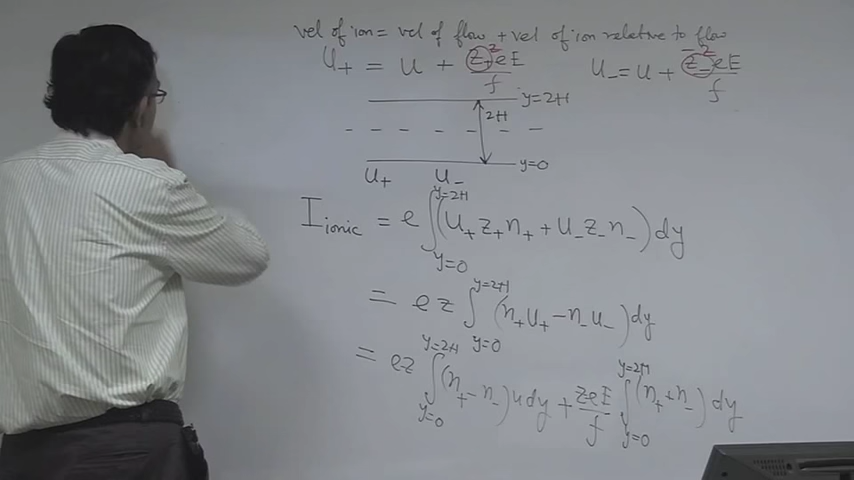 vel of ion = vel of flow + vel of ion relative to flow
u₊ = u + z₊eE/f z u₋ = u + z₋eE/f -z
y=2H
2H
y=0
u₊ u₋
I_ionic = e ∫_{y=0}^{y=2H} (u₊z₊n₊ + u₋z₋n₋) dy
= ez ∫_{y=0}^{y=2H} (n₊u₊ - n₋u₋) dy
= ez ∫_{y=0}^{y=2H} (n₊ - n₋) u dy + zeE/f ∫_{y=0}^{y=2H} (n₊ + n₋) dy